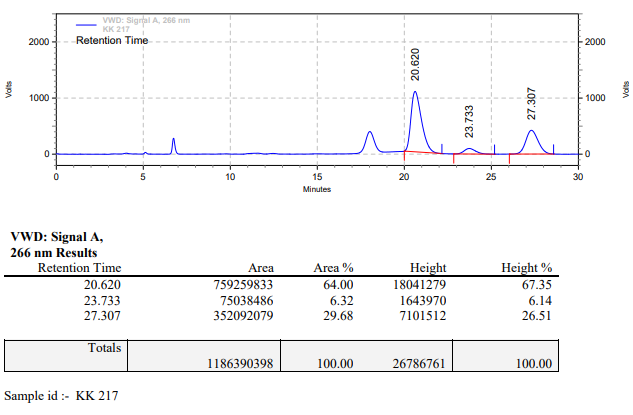 VWD: Signal A, 266 nm
KK 217
Retention Time
2000
1000
0
Volts
20.620
23.733
27.307
2000
1000
0
Volts
0 5 10 15 20 25 30
Minutes
VWD: Signal A,
266 nm Results
Retention Time Area Area % Height Height %
20.620 759259833 64.00 18041279 67.35
23.733 75038486 6.32 1643970 6.14
27.307 352092079 29.68 7101512 26.51
Totals
1186390398 100.00 26786761 100.00
Sample id :- KK 217